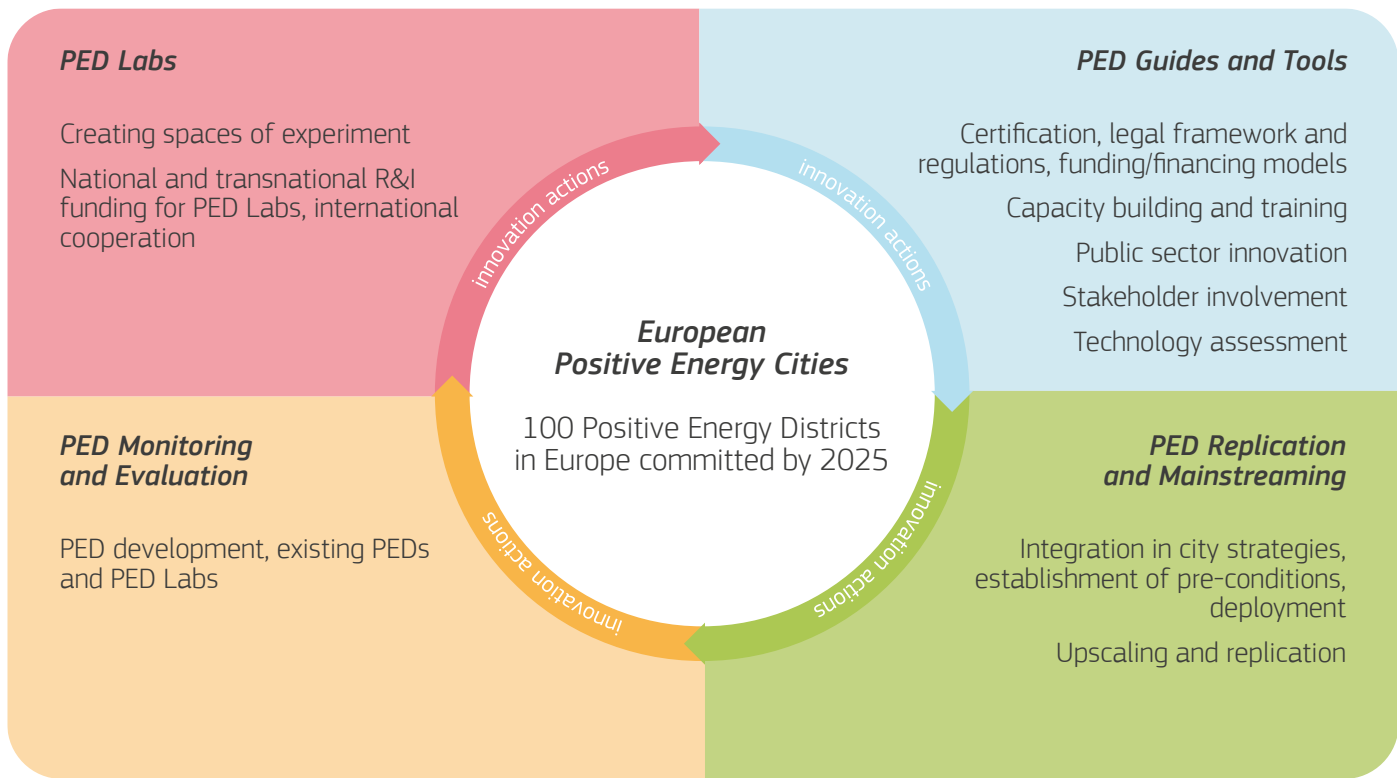 PED Labs
Creating spaces of experiment
National and transnational R&I
funding for PED Labs, international
cooperation
PED Guides and Tools
Certification, legal framework and
regulations, funding/financing models
Capacity building and training
Public sector innovation
Stakeholder involvement
Technology assessment
innovation actions
innovation actions
European
Positive Energy Cities
100 Positive Energy Districts
in Europe committed by 2025
PED Monitoring
and Evaluation
PED development, existing PEDs
and PED Labs
PED Replication
and Mainstreaming
Integration in city strategies,
establishment of pre-conditions,
deployment
Upscaling and replication
innovation actions
innovation actions